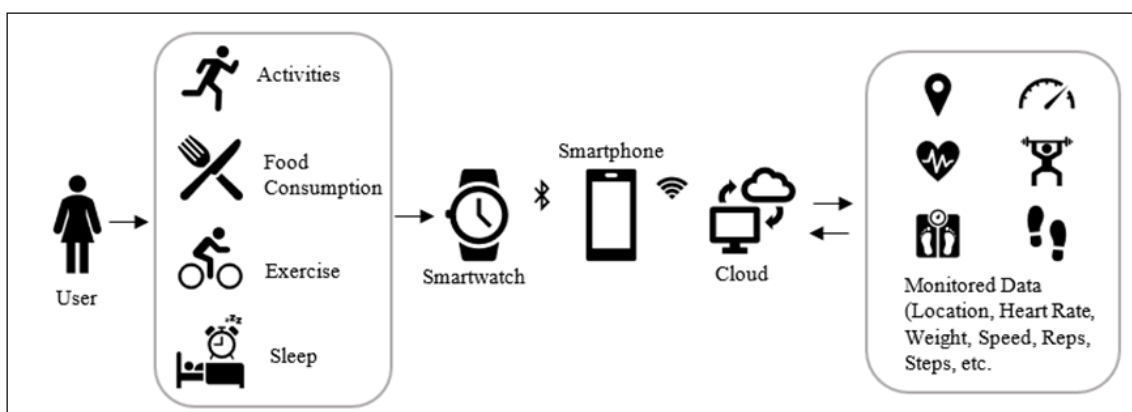 User
Activities
Food
Consumption
Exercise
zzZ
Sleep
Smartwatch
Smartphone
Cloud
Monitored Data
(Location, Heart Rate,
Weight, Speed, Reps,
Steps, etc.